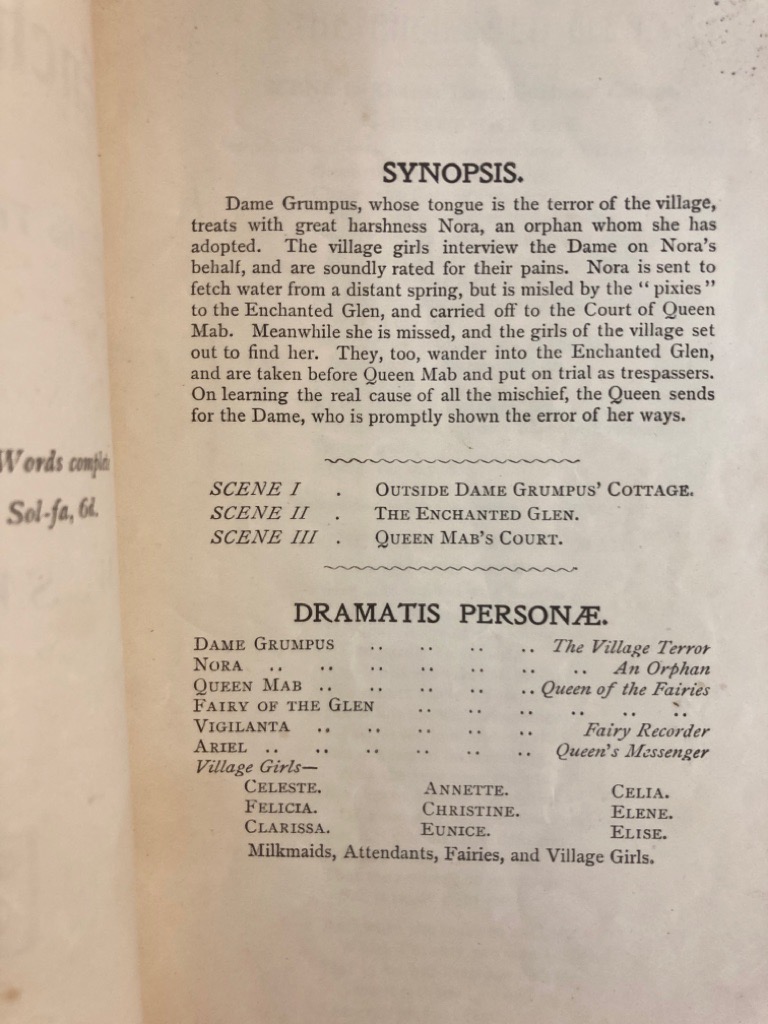 SYNOPSIS.
Dame Grumpus, whose tongue is the terror of the village,
treats with great harshness Nora, an orphan whom she has
adopted. The village girls interview the Dame on Nora's
behalf, and are soundly rated for their pains. Nora is sent to
fetch water from a distant spring, but is misled by the "pixies"
to the Enchanted Glen, and carried off to the Court of Queen
Mab. Meanwhile she is missed, and the girls of the village set
out to find her. They, too, wander into the Enchanted Glen,
and are taken before Queen Mab and put on trial as trespassers.
On learning the real cause of all the mischief, the Queen sends
for the Dame, who is promptly shown the error of her ways.
Words
Sol-fa, 6d.
SCENE I . OUTSIDE DAME GRUMPUS' COTTAGE.
SCENE II . THE ENCHANTED GLEN.
SCENE III . QUEEN MAB'S COURT.
DRAMATIS PERSONÆ.
DAME GRUMPUS .. .. .. .. The Village Terror
NORA .. .. .. .. .. .. .. An Orphan
QUEEN MAB .. .. .. .. .. Queen of the Fairies
FAIRY OF THE GLEN .. .. .. .. .. ..
VIGILANTA .. .. .. .. .. Fairy Recorder
ARIEL .. .. .. .. .. .. Queen's Messenger
Village Girls—
CELESTE. ANNETTE. CELIA.
FELICIA. CHRISTINE. ELENE.
CLARISSA. EUNICE. ELISE.
Milkmaids, Attendants, Fairies, and Village Girls.